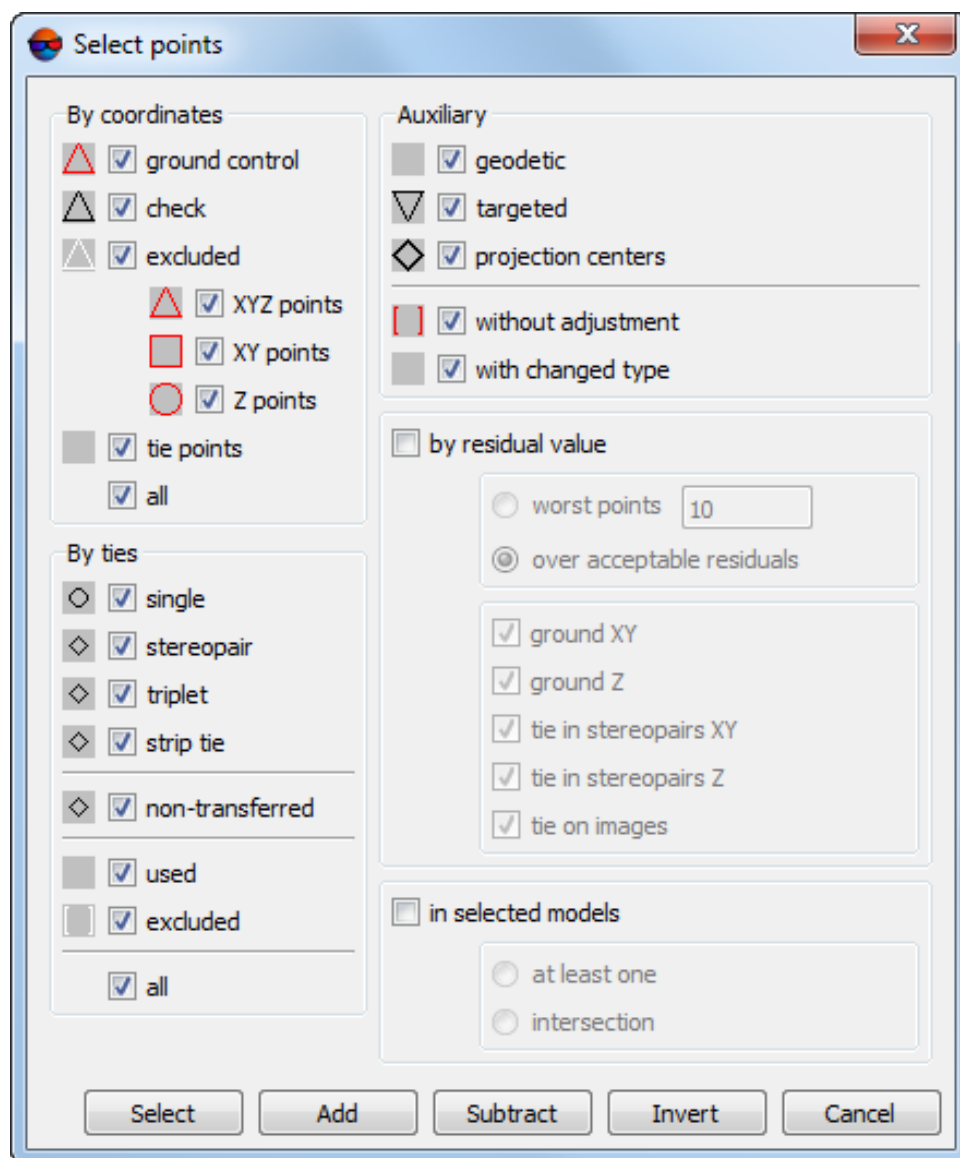 Select points
By coordinates
ground control
check
excluded
XYZ points
XY points
Z points
tie points
all
By ties
single
stereopair
triplet
strip tie
non-transferred
used
excluded
all
Auxiliary
geodetic
targeted
projection centers
without adjustment
with changed type
by residual value
worst points 10
over acceptable residuals
ground XY
ground Z
tie in stereopairs XY
tie in stereopairs Z
tie on images
in selected models
at least one
intersection
Select Add Subtract Invert Cancel